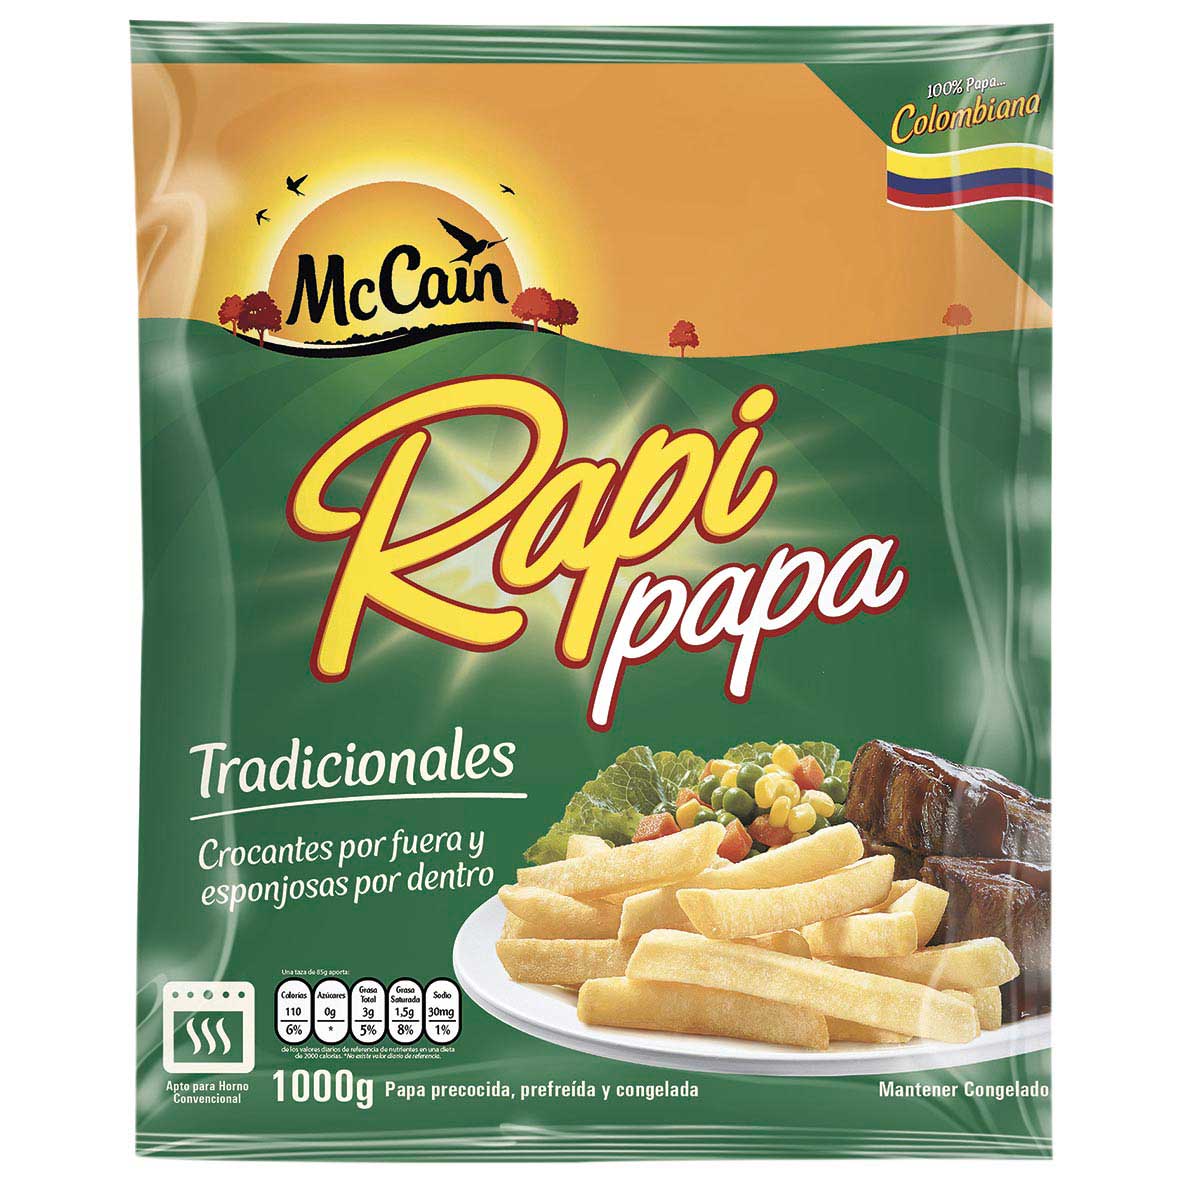 100% Papa...
Colombiana
McCain
Rapi
papa
Tradicionales
Crocantes por fuera y
esponjosas por dentro
Una taza de 85g aporta:
Calorías 110 6%
Azúcares 0g *
Grasa Total 3g 5%
Grasa Saturada 1,5g 8%
Sodio 30mg 1%
de los valores diarios de referencia de nutrientes en una dieta
de 2000 calorías. *No existe valor diario de referencia.
Apto para Horno
Convencional
1000g Papa precocida, prefreída y congelada
Mantener Congelado